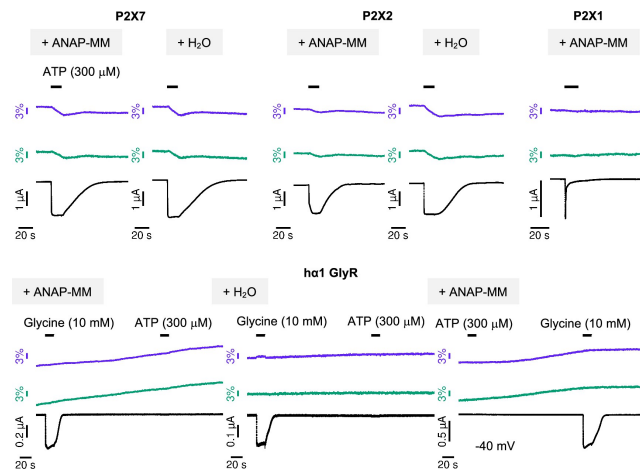 P2X7 P2X2 P2X1
+ ANAP-MM + H₂O + ANAP-MM + H₂O + ANAP-MM
ATP (300 µM)
3% 3% 3% 3% 3%
3% 3% 3% 3% 3%
1 µA 1 µA 1 µA 1 µA 1 µA
20 s 20 s 20 s 20 s 20 s
hα1 GlyR
+ ANAP-MM + H₂O + ANAP-MM
Glycine (10 mM) ATP (300 µM) Glycine (10 mM) ATP (300 µM) ATP (300 µM) Glycine (10 mM)
3% 3% 3%
3% 3% 3%
0.2 µA 0.1 µA 0.5 µA
-40 mV
20 s 20 s 20 s